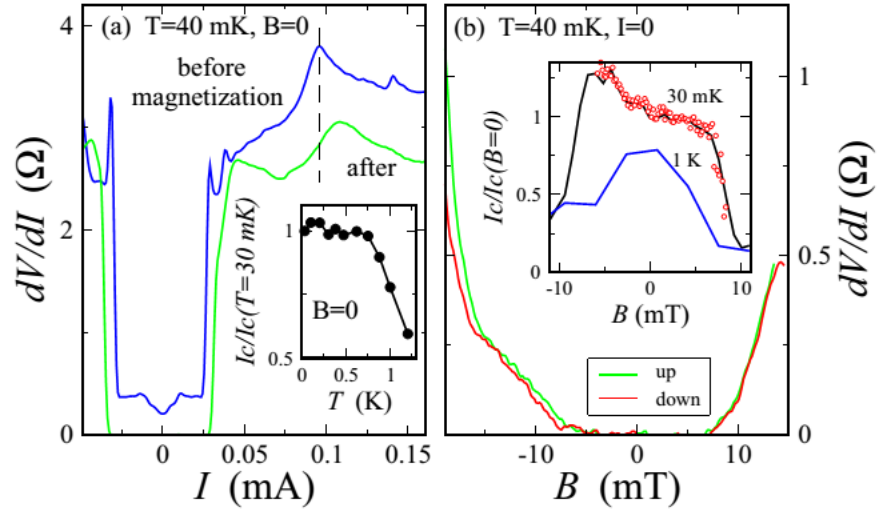 (a) T=40 mK, B=0
before
magnetization
after
4
2
0
dV/dI (Ω)
0
0.05
0.1
0.15
I (mA)
Ic/Ic(T=30 mK)
1
0.5
B=0
0
0.5
1
T (K)
(b) T=40 mK, I=0
Ic/Ic(B=0)
1
0.5
0
30 mK
1 K
-10
0
10
B (mT)
up
down
1
0.5
0
dV/dI (Ω)
-10
0
10
B (mT)